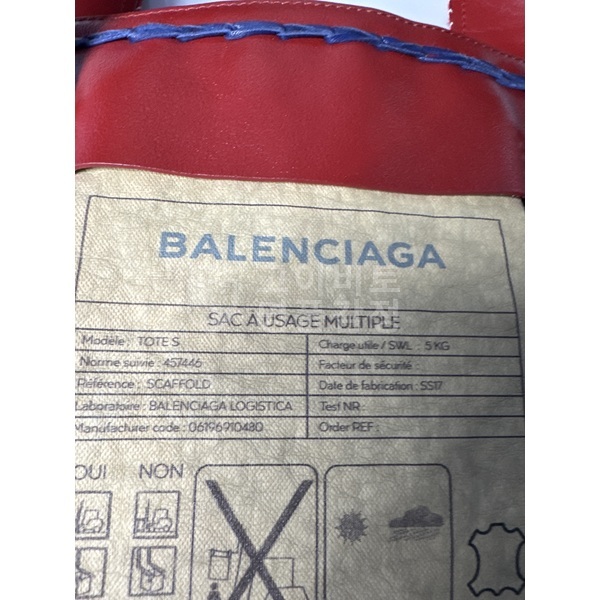 BALENCIAGA
SAC À USAGE MULTIPLE
Modèle : TOTE S
Charge utile / SWL : 5 KG
Norme suivie : 457446
Facteur de sécurité :
Référence : SCAFFOLD
Date de fabrication : SS17
Laboratoire : BALENCIAGA LOGISTICA
Test NR :
Manufacturer code : 06196910480
Order REF :
OUI NON